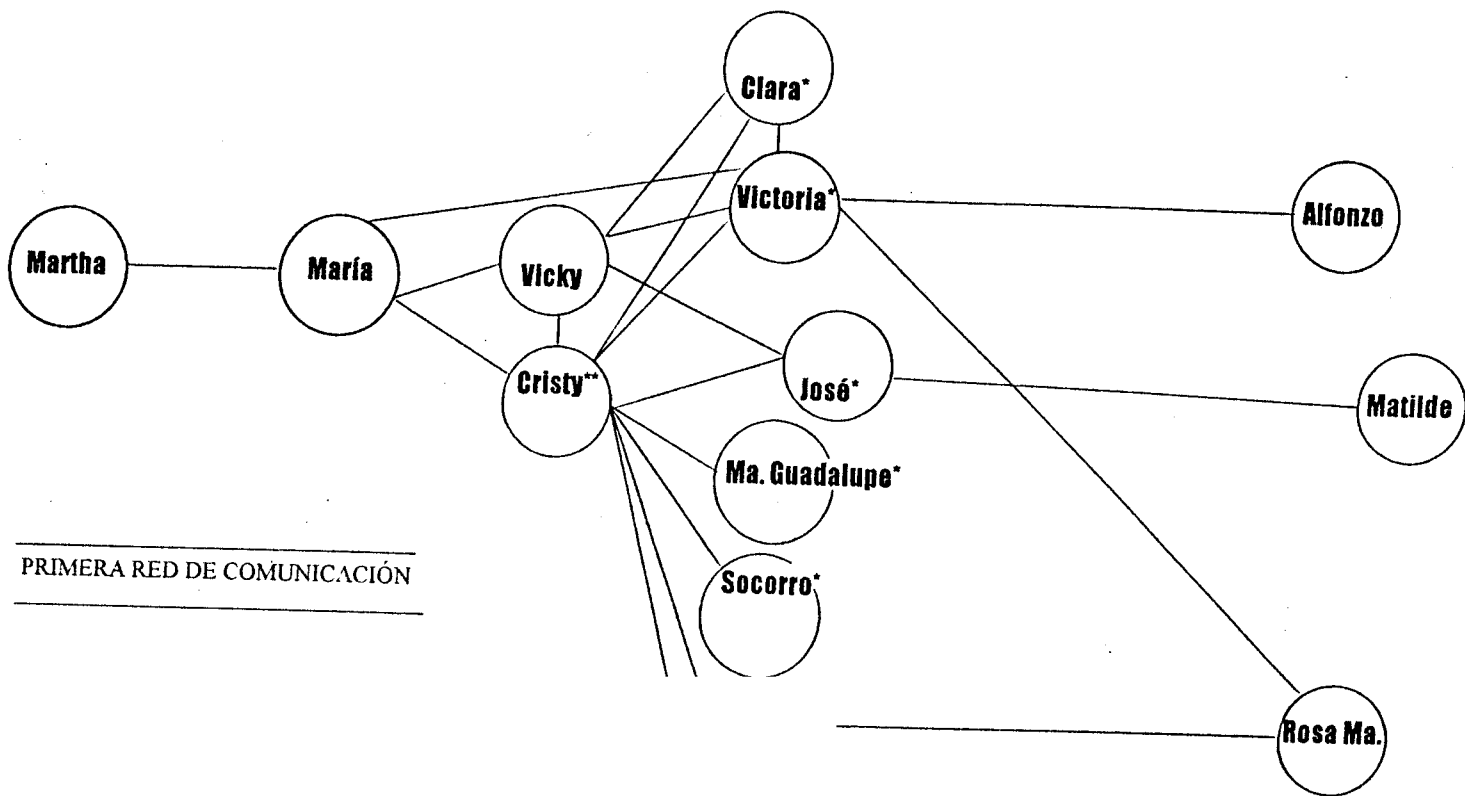 Clara*
Victoria*
Alfonzo
Martha
María
Vicky
Cristy**
José*
Matilde
Ma. Guadalupe*
PRIMERA RED DE COMUNICACIÓN
Socorro*
Rosa Ma.